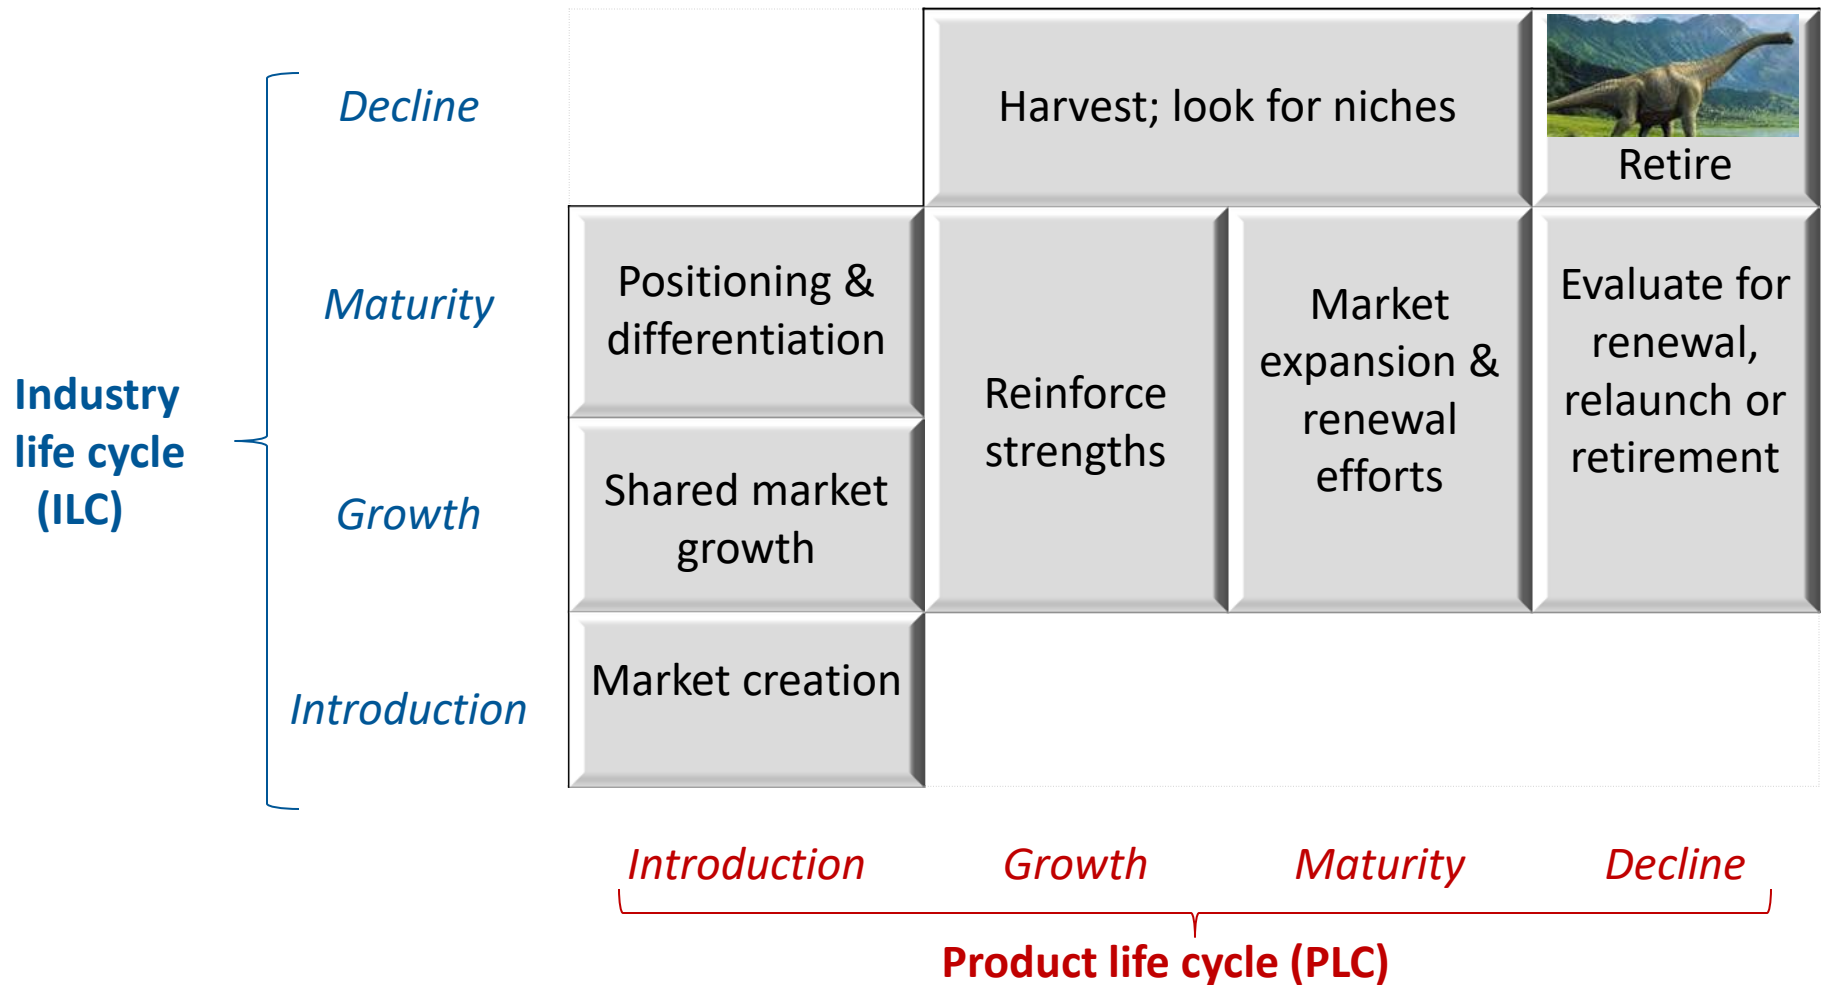 Decline
Harvest; look for niches
Retire
Maturity
Positioning &
differentiation
Reinforce
strengths
Market
expansion &
renewal
efforts
Evaluate for
renewal,
relaunch or
retirement
Industry
life cycle
(ILC)
Growth
Shared market
growth
Introduction
Market creation
Introduction
Growth
Maturity
Decline
Product life cycle (PLC)